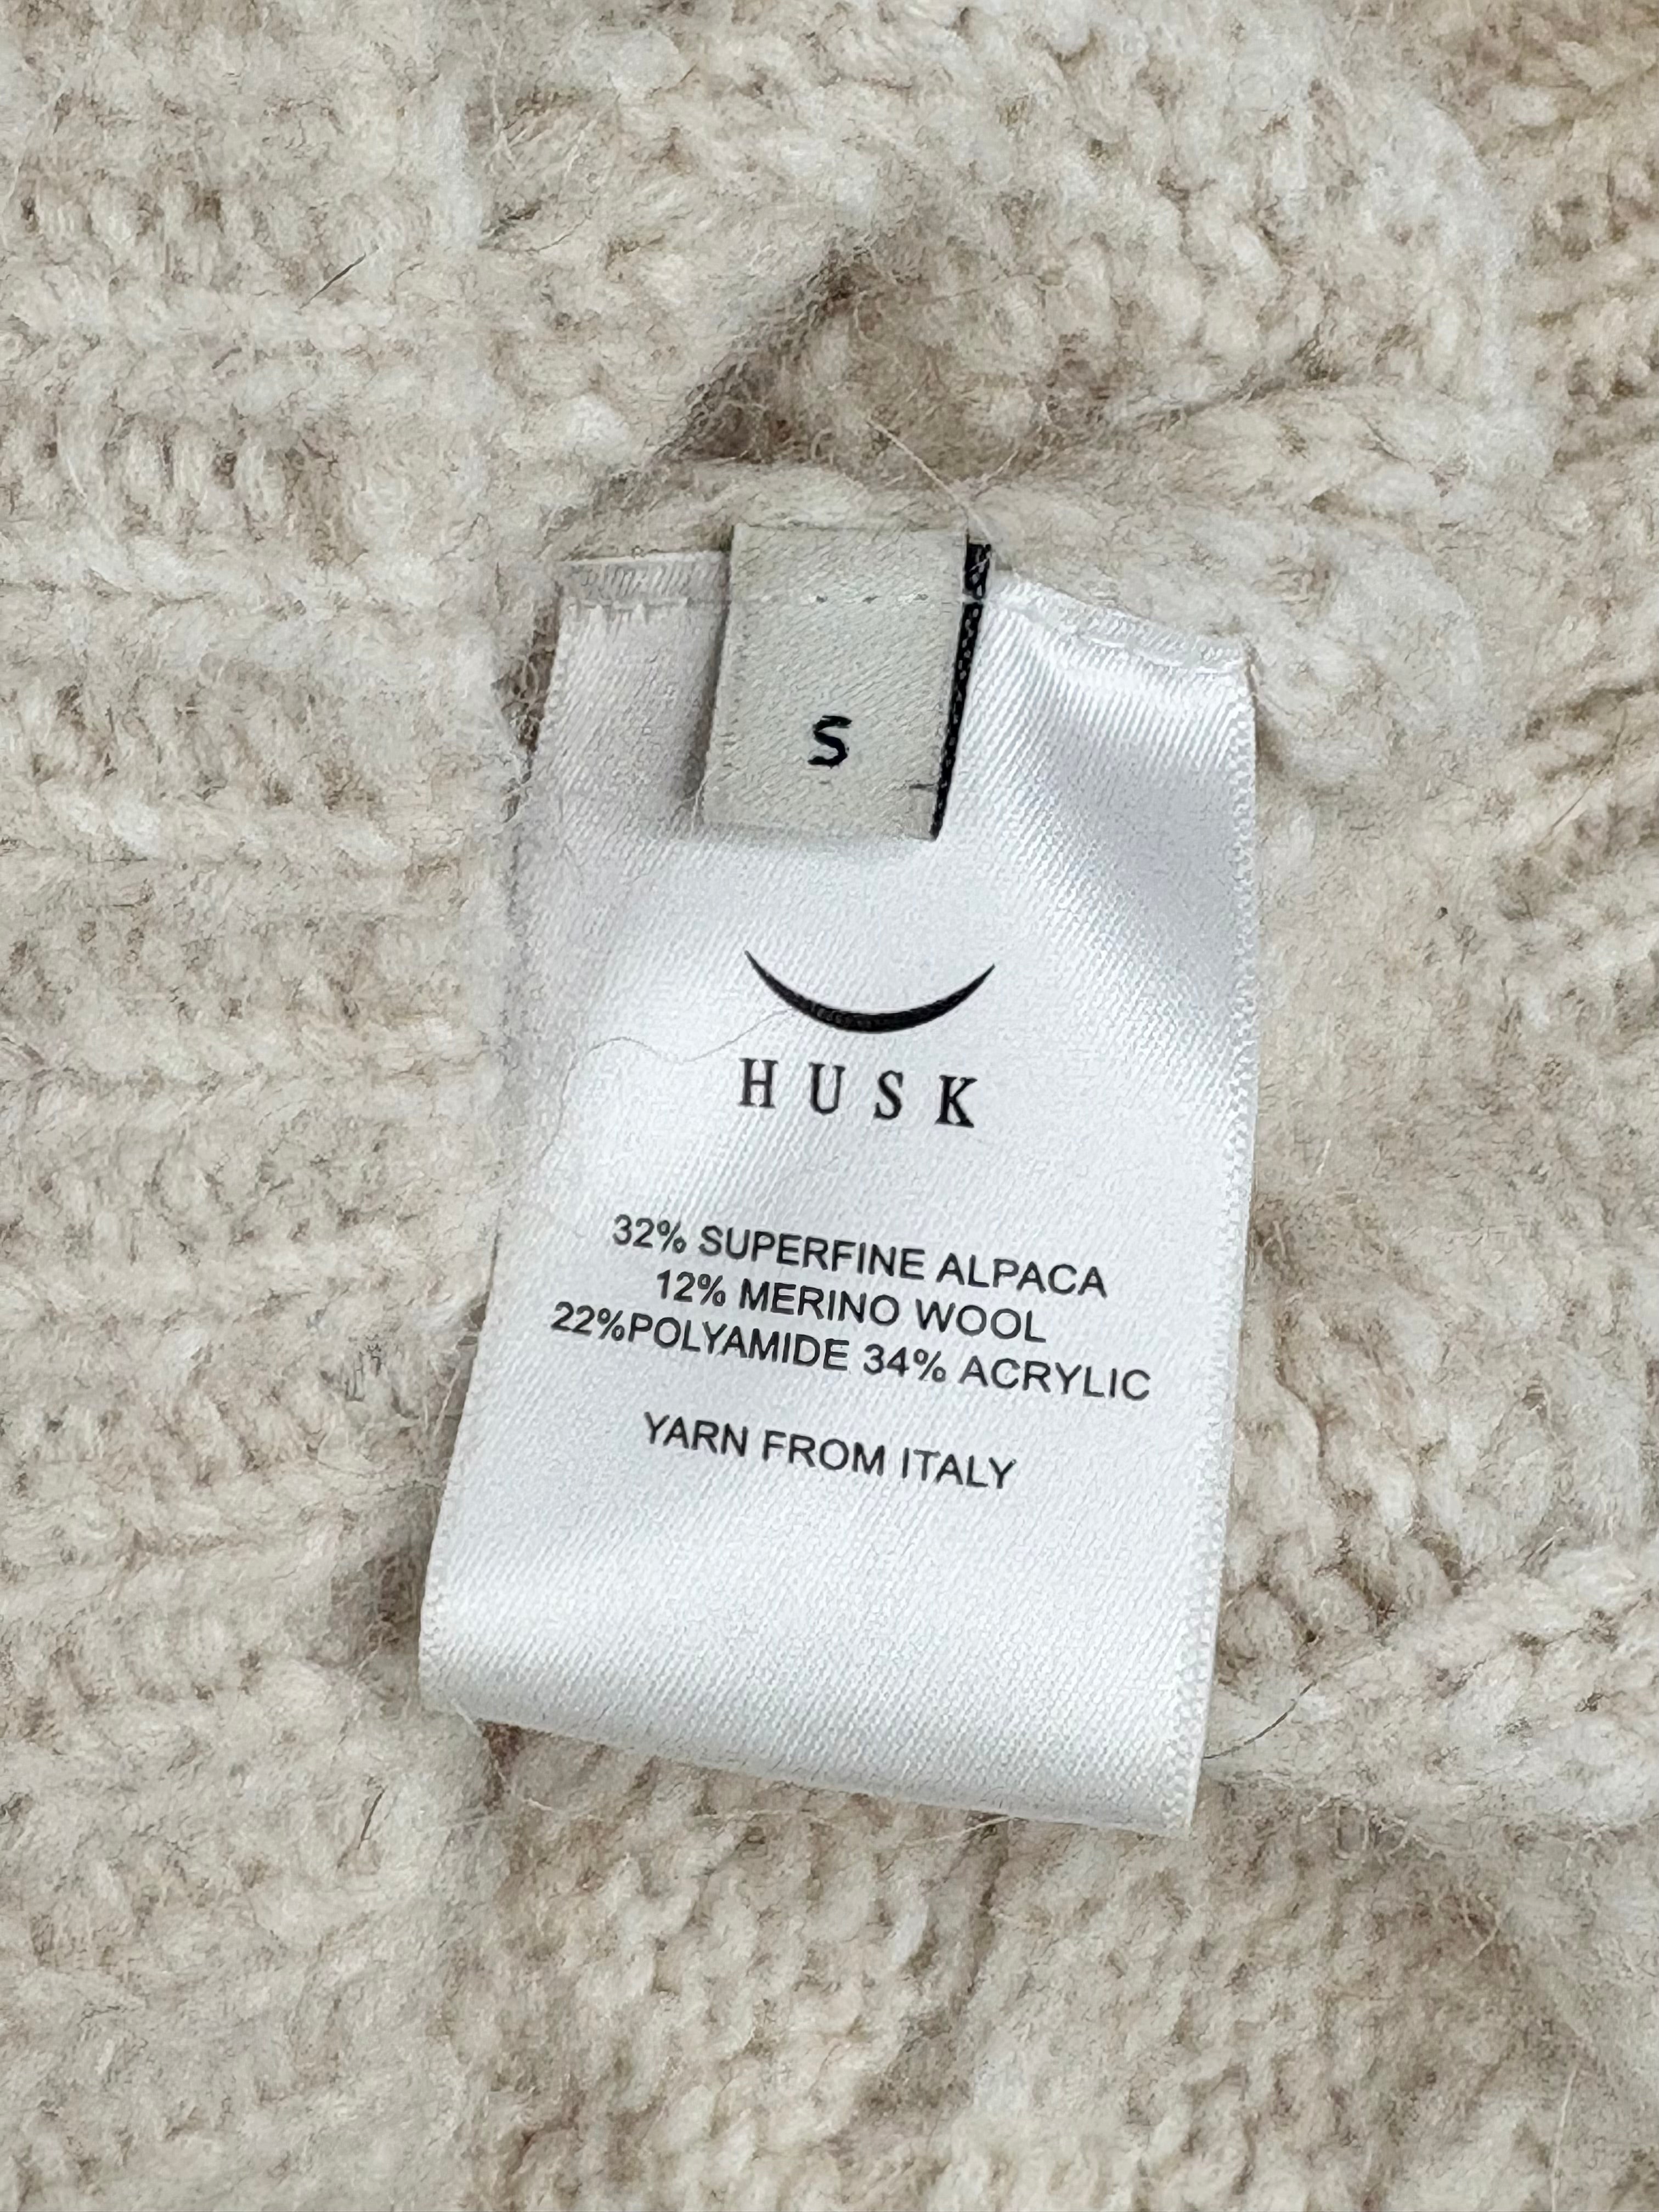 S
HUSK
32% SUPERFINE ALPACA
12% MERINO WOOL
22%POLYAMIDE 34% ACRYLIC
YARN FROM ITALY